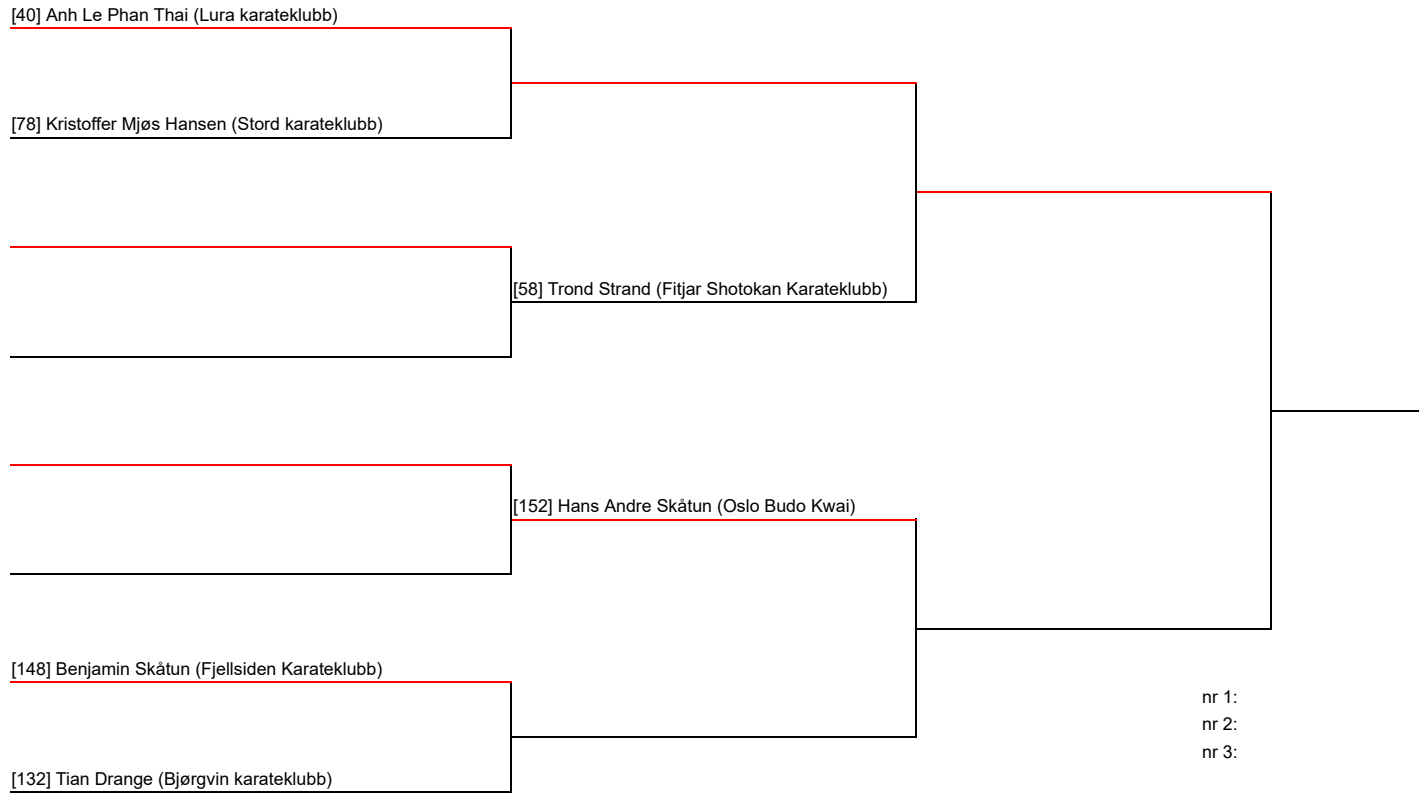 [40] Anh Le Phan Thai (Lura karateklubb)
[78] Kristoffer Mjøs Hansen (Stord karateklubb)
[58] Trond Strand (Fitjar Shotokan Karateklubb)
[152] Hans Andre Skåtun (Oslo Budo Kwai)
[148] Benjamin Skåtun (Fjellsiden Karateklubb)
[132] Tian Drange (Bjørgvin karateklubb)
nr 1:
nr 2:
nr 3: